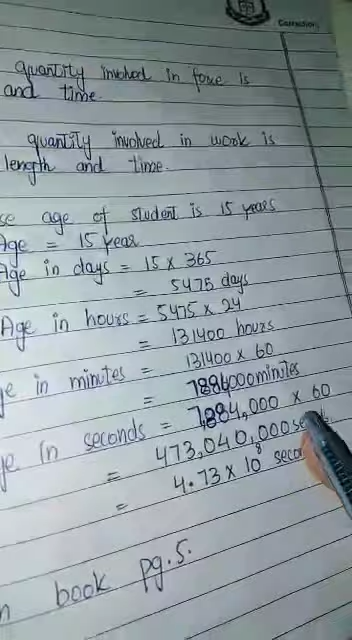 Correction
quantity involved in force is
and time.
quantity involved in work is
length and time.
age of student is 15 years
Age = 15 year
Age in days = 15 x 365
= 5475 days
Age in hours = 5475 x 24
= 131400 hours
in minutes = 131400 x 60
= 7884000 minutes
in seconds = 7,884,000 x 60
= 473,040,000
= 4.73 x 10⁸
book pg.5.